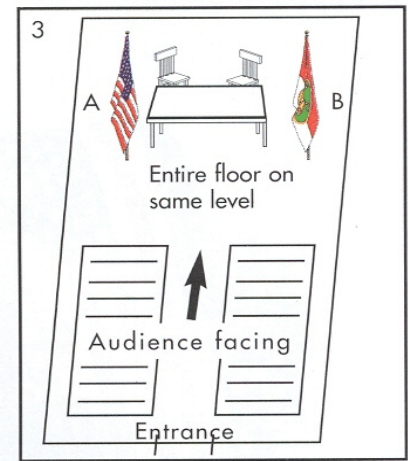 3
A
B
Entire floor on
same level
Audience facing
Entrance